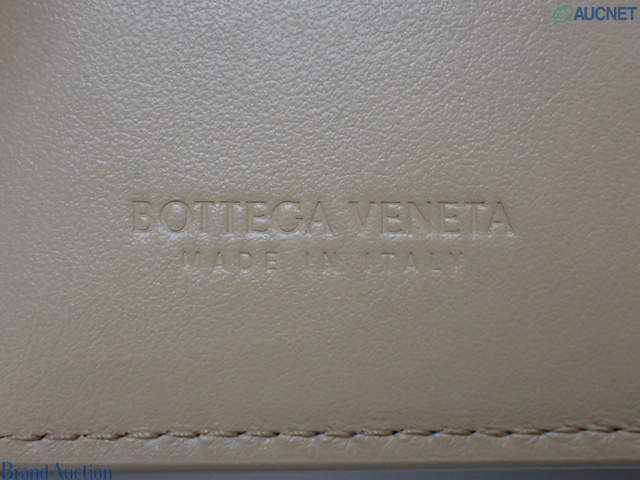 AUCNET
BOTTEGA VENETA
MADE IN ITALY
Brand Auction